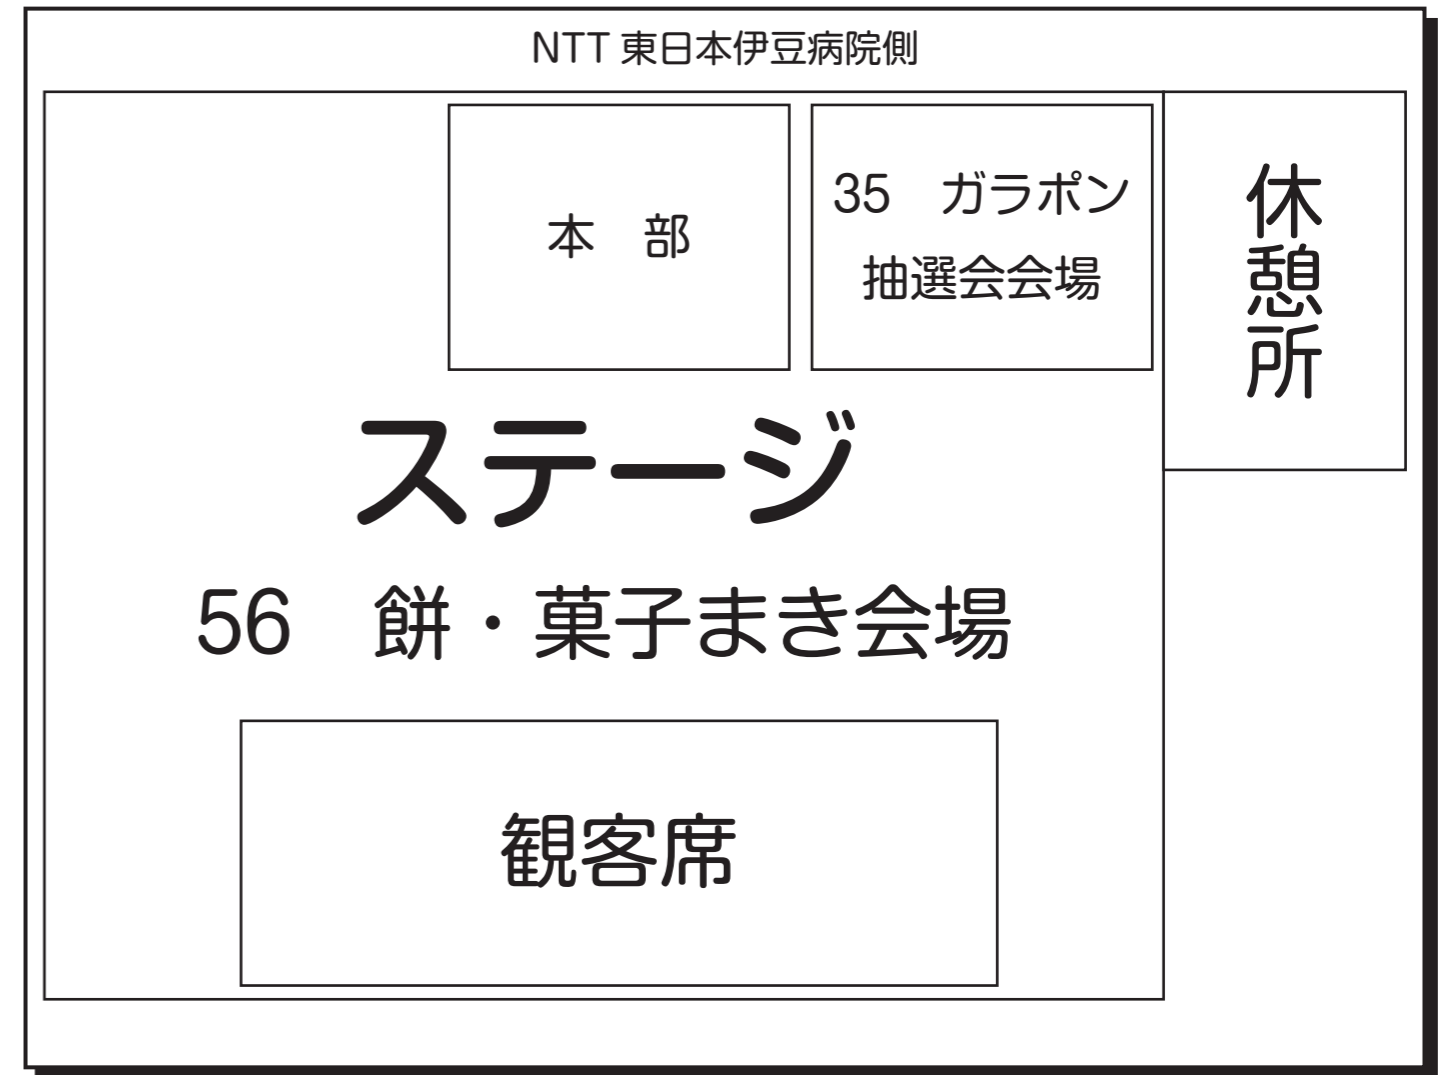 NTT 東日本伊豆病院側
本　部
35　ガラポン
抽選会会場
休憩所
ステージ
56　餅・菓子まき会場
観客席